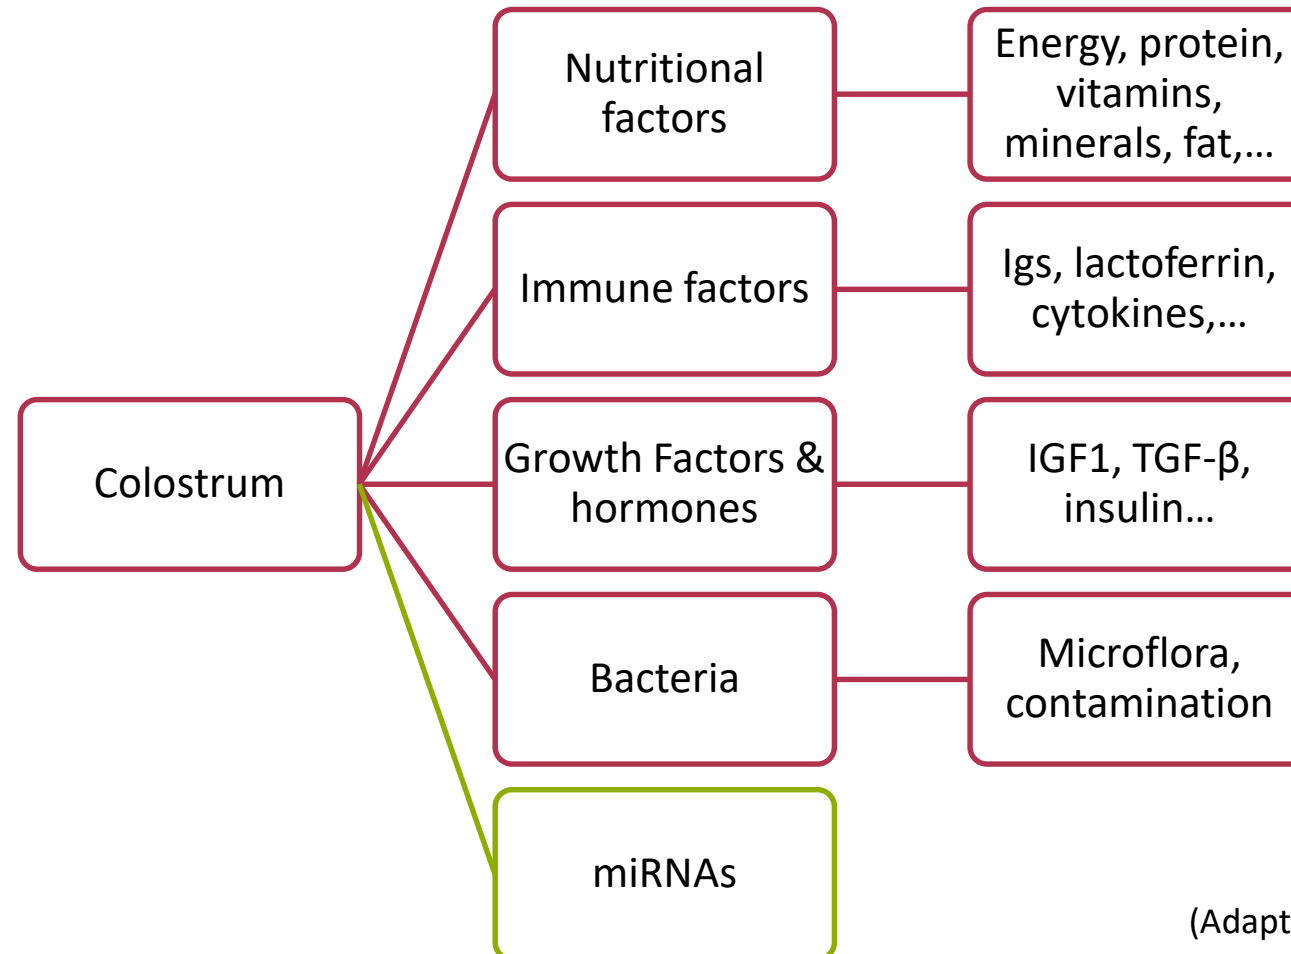 Nutritional
factors
Energy, protein,
vitamins,
minerals, fat,...
Immune factors
Igs, lactoferrin,
cytokines,...
Colostrum
Growth Factors &
hormones
IGF1, TGF-β,
insulin...
Bacteria
Microflora,
contamination
miRNAs
(Adapt